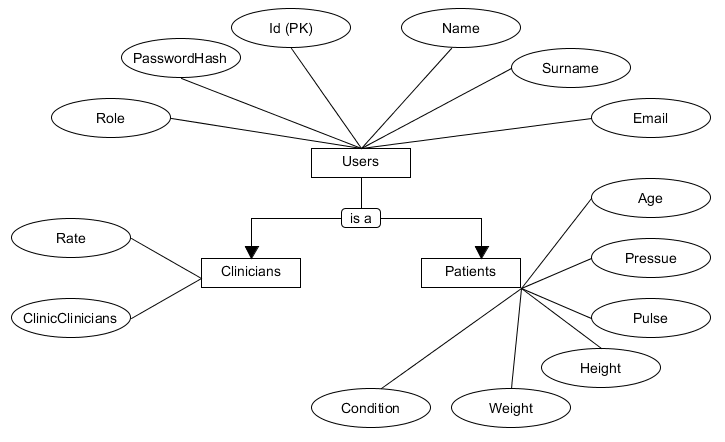 Id (PK)
Name
PasswordHash
Surname
Role
Email
Users
Age
is a
Rate
Pressue
Clinicians
Patients
ClinicClinicians
Pulse
Height
Condition
Weight